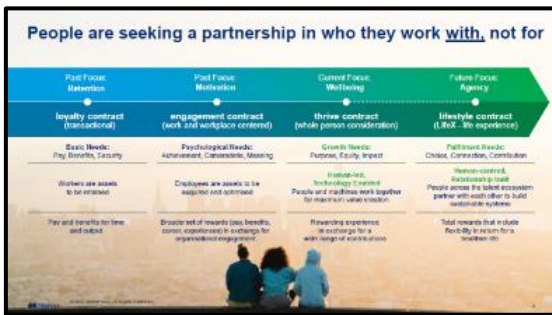 People are seeking a partnership in who they work with, not for
Past Focus:
Retention
Past Focus:
Motivation
Current Focus:
Wellbeing
Future Focus:
Agency
loyalty contract
(transactional)
engagement contract
(work and workplace centered)
thrive contract
(whole person consideration)
lifestyle contract
(LifeX - life experience)
Basic Needs:
Pay, Benefits, Security
Psychological Needs:
Achievement, Camaraderie, Meaning
Growth Needs:
Purpose, Equity, Impact
Fulfilment Needs:
Choice, Connection, Contribution
Workers are assets
to be retained
Employees are assets to be
acquired and optimised
Human-led,
Technology Enabled
People and machines work together
for maximum value creation
Human-centred,
Relationship built
People across the talent ecosystem
partner with each other to build
sustainable systems
Pay and benefits for time
and output
Broader set of rewards (pay, benefits,
career, experiences) in exchange for
organisational engagement
Rewarding experience
in exchange for a
wide range of contributions
Total rewards that include
flexibility in return for a
healthier life